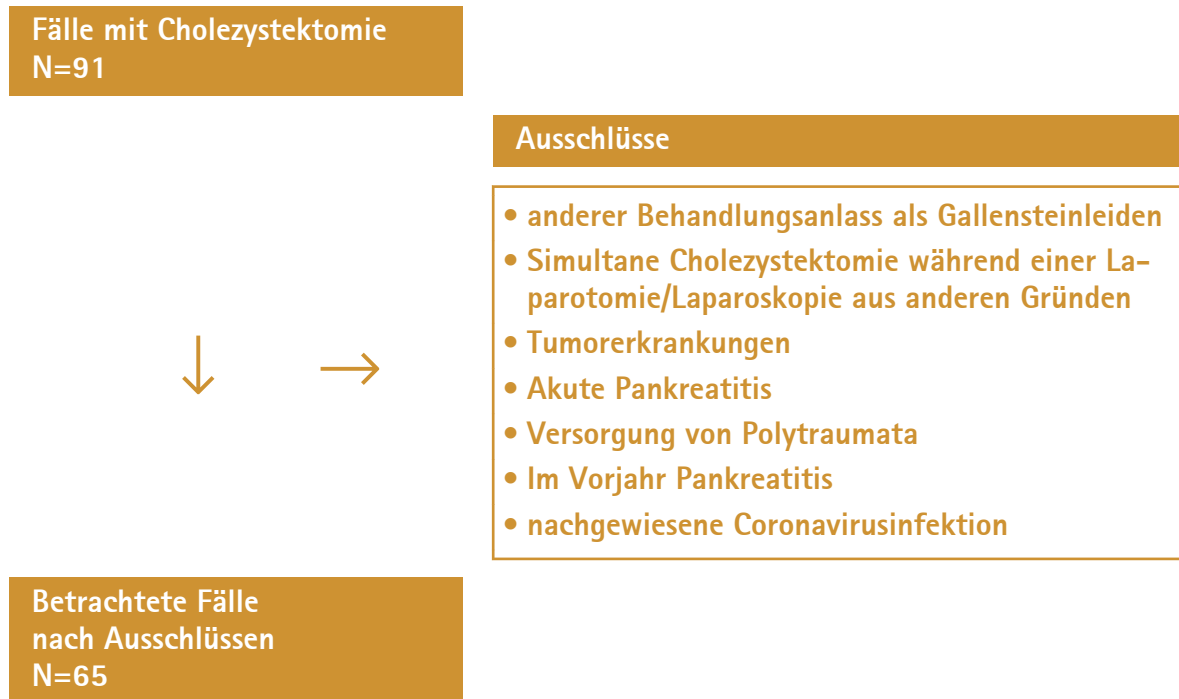 Fälle mit Cholezystektomie
N=91
Ausschlüsse
• anderer Behandlungsanlass als Gallensteinleiden
• Simultane Cholezystektomie während einer La-
parotomie/Laparoskopie aus anderen Gründen
• Tumorerkrankungen
• Akute Pankreatitis
• Versorgung von Polytraumata
• Im Vorjahr Pankreatitis
• nachgewiesene Coronavirusinfektion
Betrachtete Fälle
nach Ausschlüssen
N=65